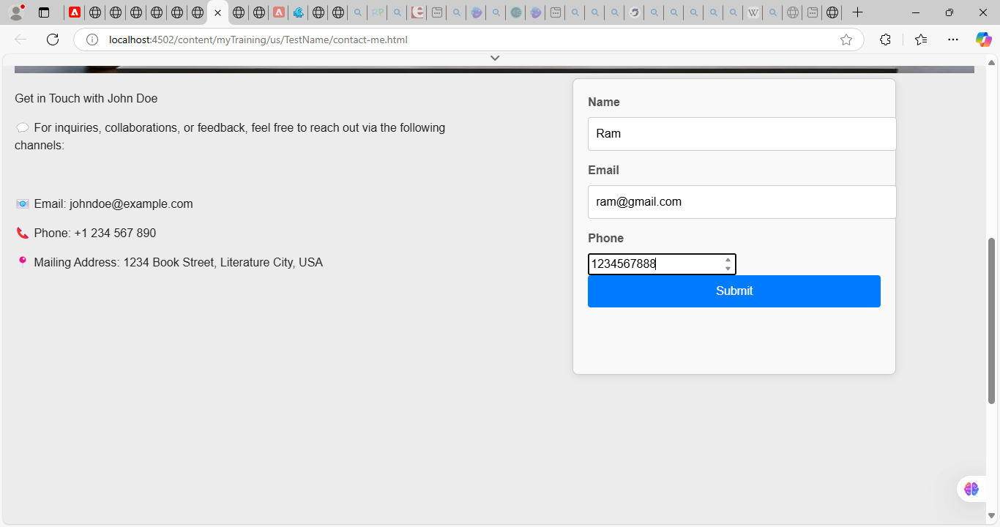 localhost:4502/content/myTraining/us/TestName/contact-me.html
Get in Touch with John Doe
💬 For inquiries, collaborations, or feedback, feel free to reach out via the following
channels:
📧 Email: johndoe@example.com
📞 Phone: +1 234 567 890
📍 Mailing Address: 1234 Book Street, Literature City, USA
Name
Ram
Email
ram@gmail.com
Phone
1234567888
Submit